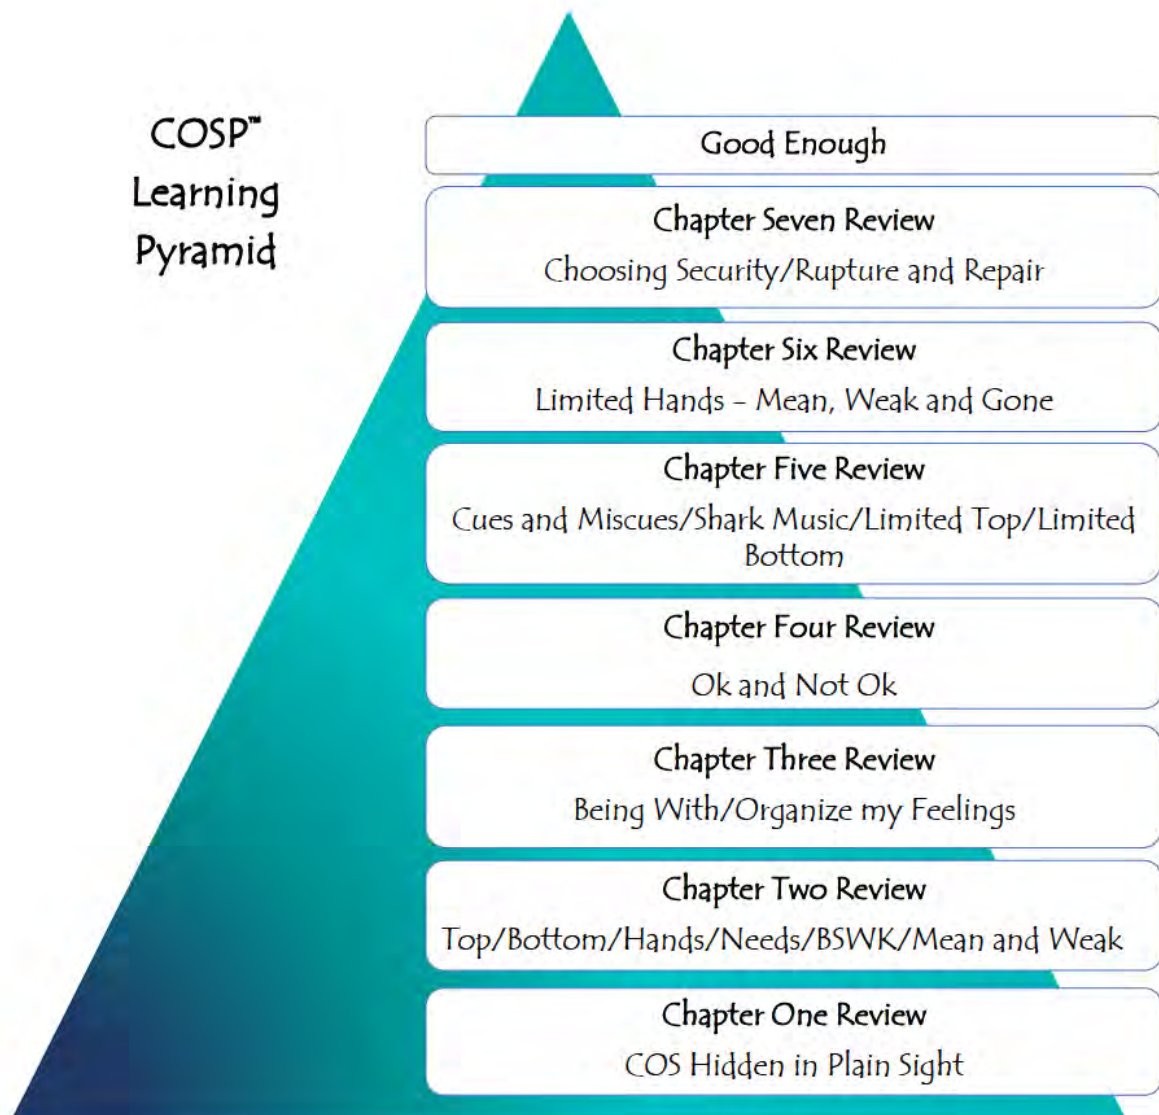 COSP™
Learning
Pyramid
Good Enough
Chapter Seven Review
Choosing Security/Rupture and Repair
Chapter Six Review
Limited Hands – Mean, Weak and Gone
Chapter Five Review
Cues and Miscues/Shark Music/Limited Top/Limited
Bottom
Chapter Four Review
Ok and Not Ok
Chapter Three Review
Being With/Organize my Feelings
Chapter Two Review
Top/Bottom/Hands/Needs/BSWK/Mean and Weak
Chapter One Review
COS Hidden in Plain Sight